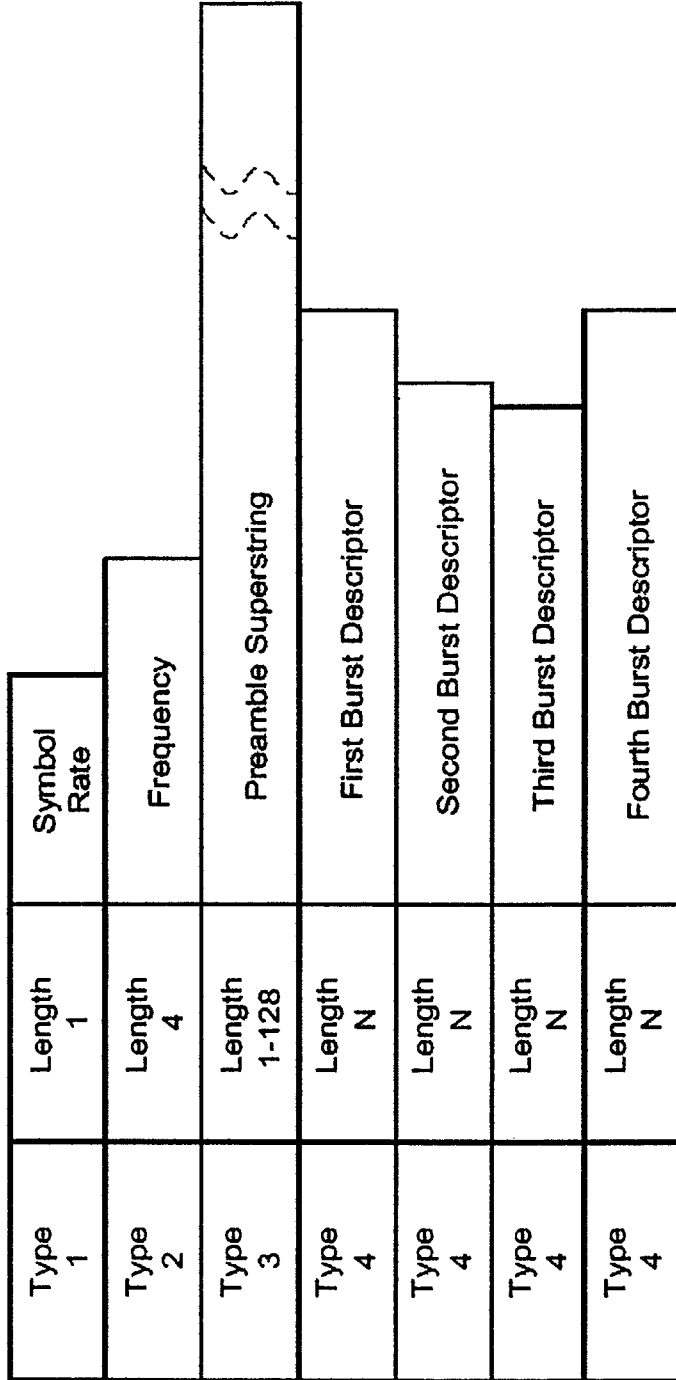 Type
1
Length
1
Symbol
Rate
Type
2
Length
4
Frequency
Type
3
Length
1-128
Preamble Superstring
Type
4
Length
N
First Burst Descriptor
Type
4
Length
N
Second Burst Descriptor
Type
4
Length
N
Third Burst Descriptor
Type
4
Length
N
Fourth Burst Descriptor